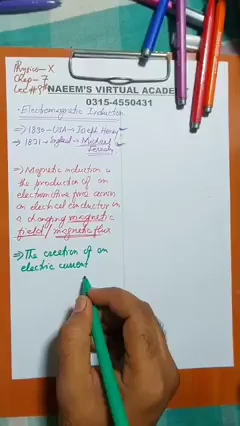 Physics-X
Chap-7
Lec#8th
NAEEM'S VIRTUAL ACADE
0315-4550431
Electromagnetic Induction
=> 1830 - USA -> Joseph Henry
=> 1831 -> England -> Michael
Faraday
=> Magnetic induction is
the production of an
electromotive force across
an electrical conductor in
a changing magnetic
field / magnetic flux
=> The creation of an
electric current